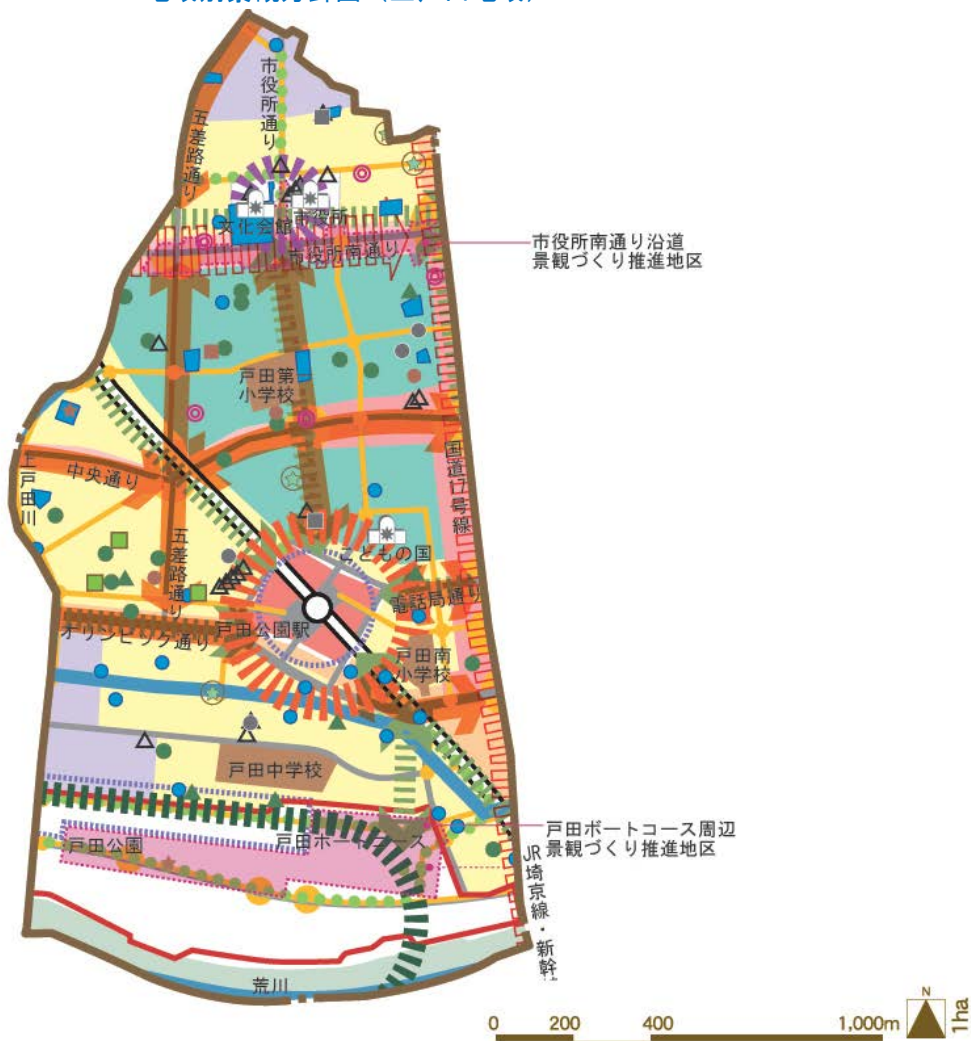 市役所通り
五差路通り
文化会館
市役所
市役所南通り
市役所南通り沿道
景観づくり推進地区
戸田第一
小学校
国道17号線
中央通り
上戸田川
五差路通り
こどもの国
電話局通り
戸田公園駅
オリンピック通り
戸田南
小学校
戸田中学校
戸田公園
戸田ボートコース
戸田ボートコース周辺
景観づくり推進地区
JR埼京線・新幹
荒川
0 200 400 1,000m
N
1ha